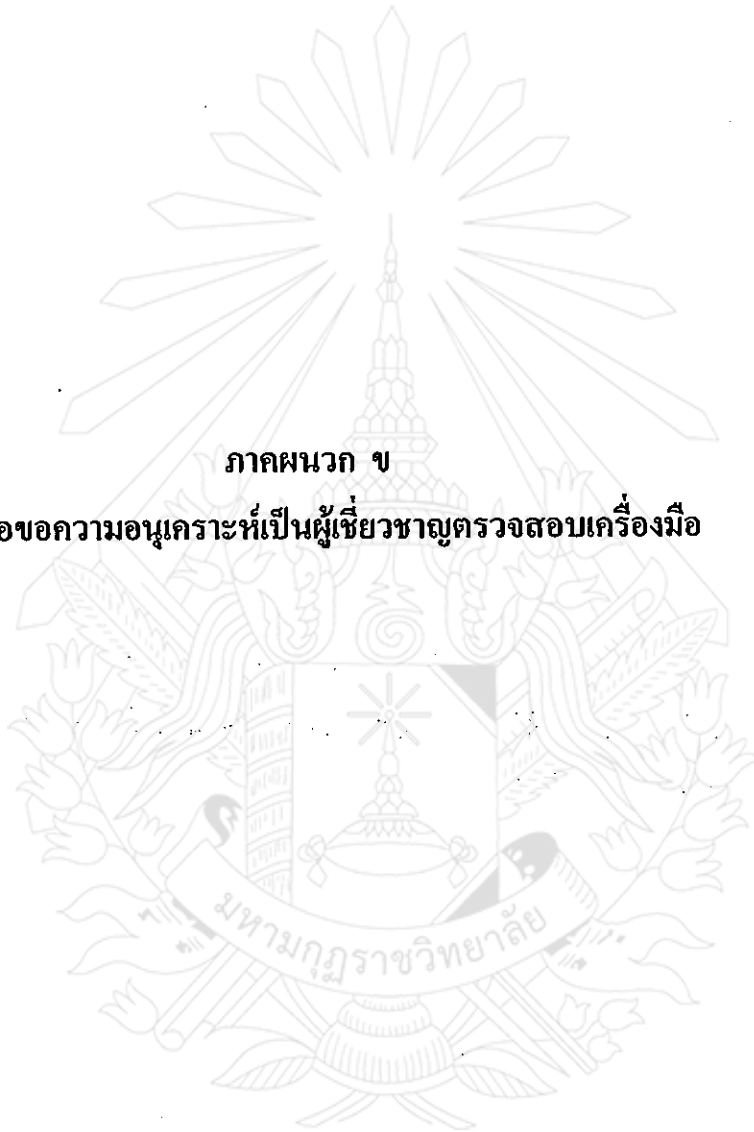 ภาคผนวก ข
อขอความอนุเคราะห์เป็นผู้เชี่ยวชาญตรวจสอบเครื่องมือ
มหามกุฏราชวิทยาลัย